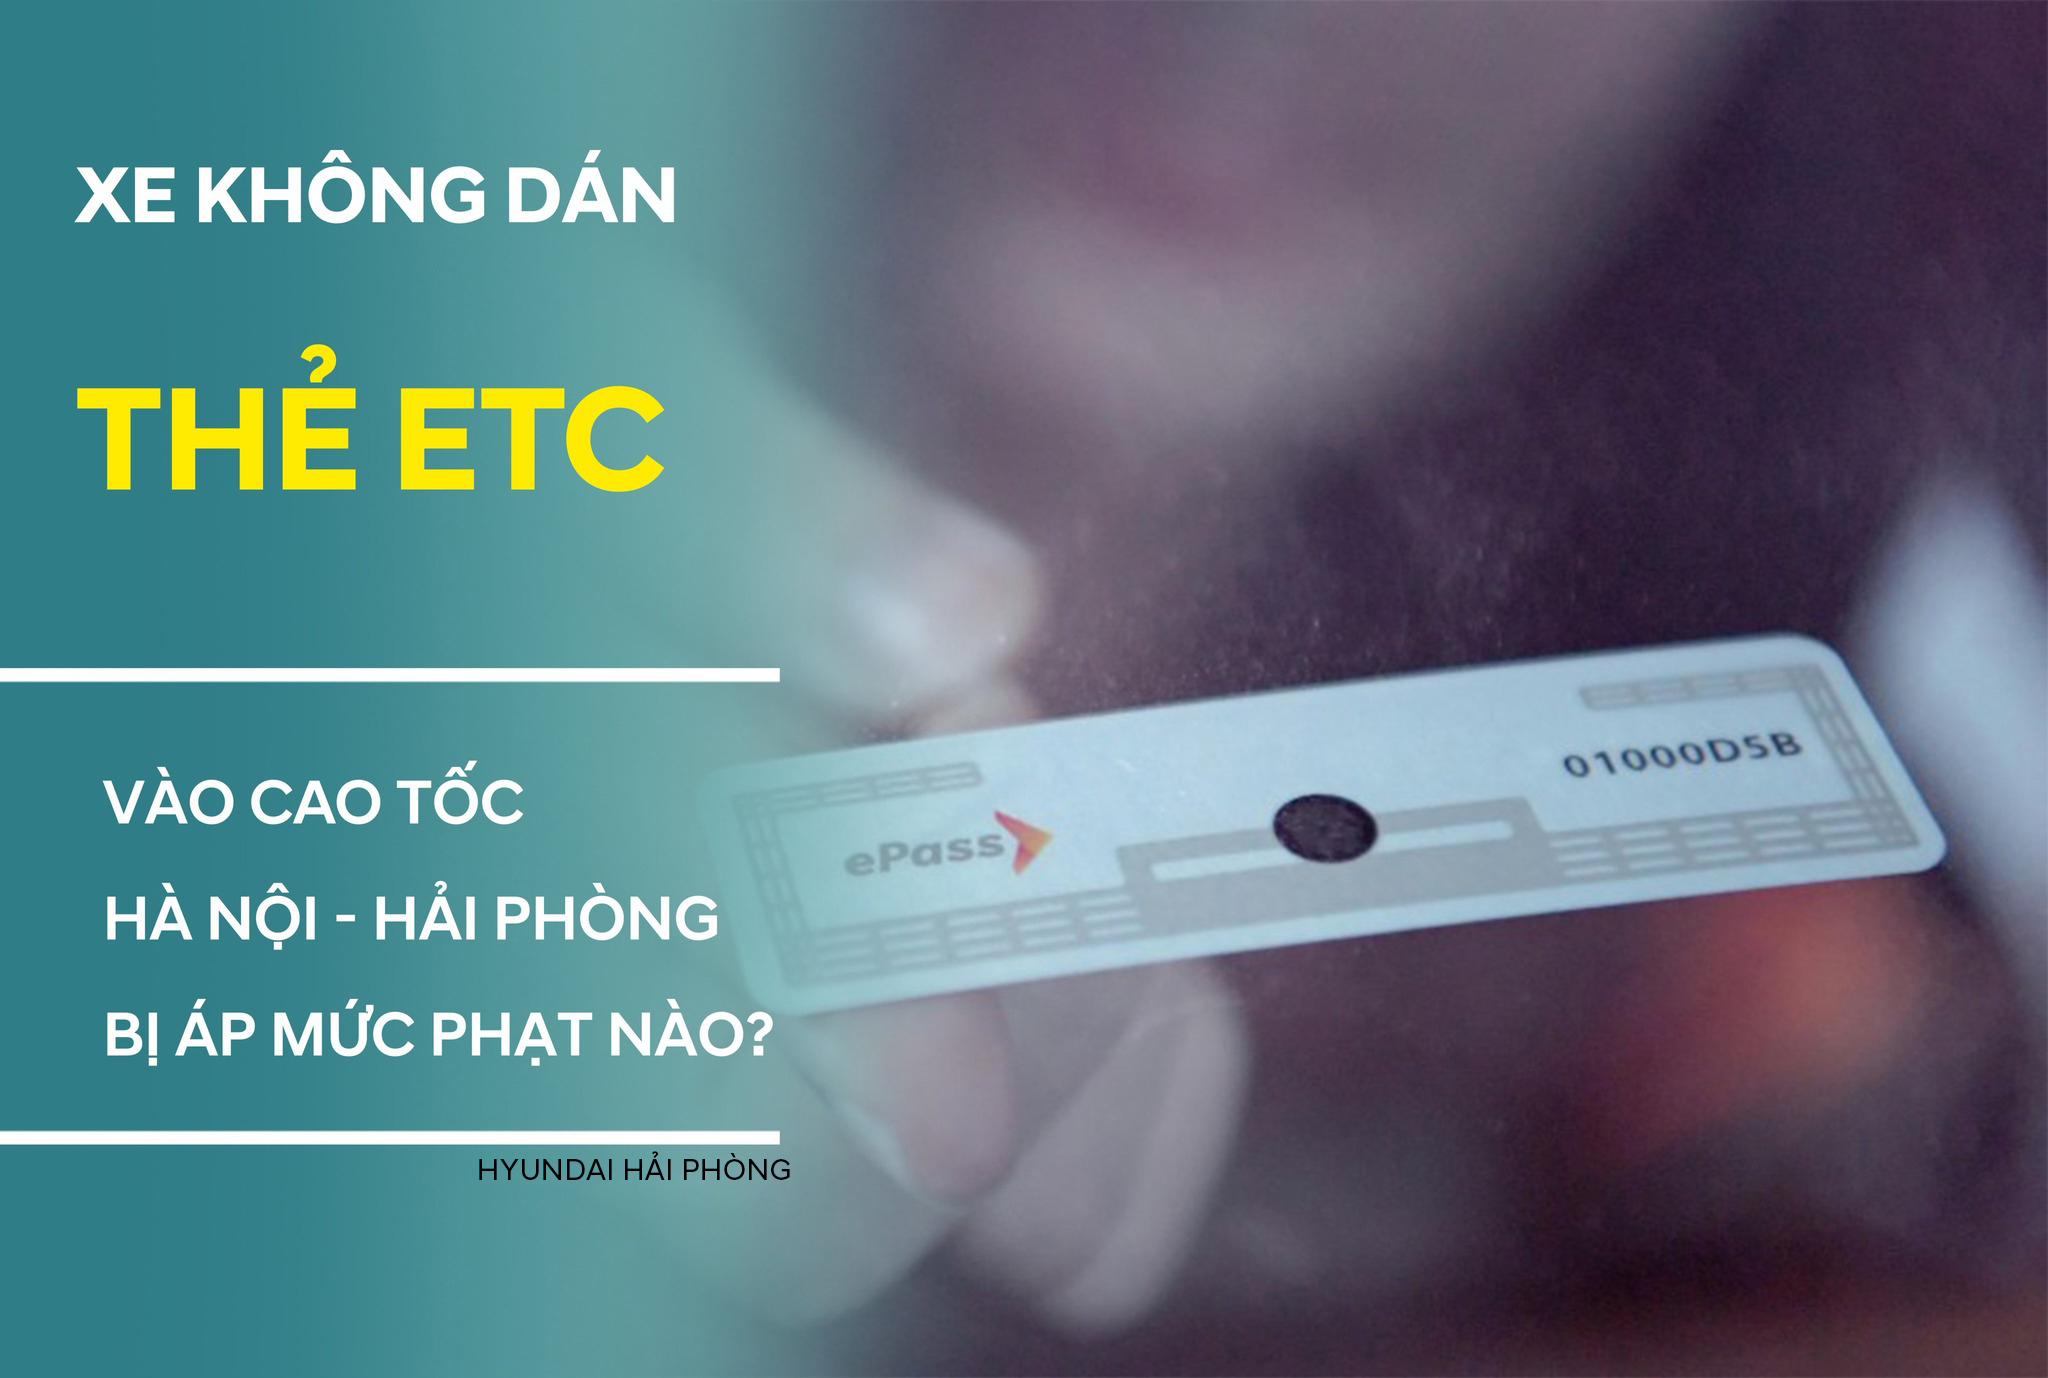 XE KHÔNG DÁN
THẺ ETC
VÀO CAO TỐC
HÀ NỘI - HẢI PHÒNG
BỊ ÁP MỨC PHẠT NÀO?
HYUNDAI HẢI PHÒNG
ePass
01000D5B